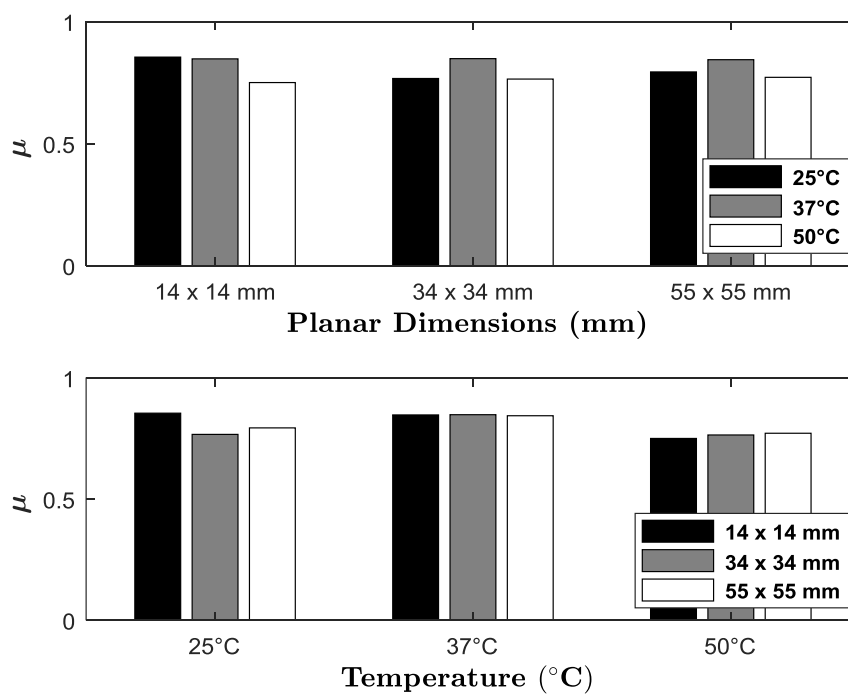 1
0.5
0
μ
14 x 14 mm
34 x 34 mm
55 x 55 mm
Planar Dimensions (mm)
25°C
37°C
50°C
1
0.5
0
μ
25°C
37°C
50°C
Temperature (°C)
14 x 14 mm
34 x 34 mm
55 x 55 mm